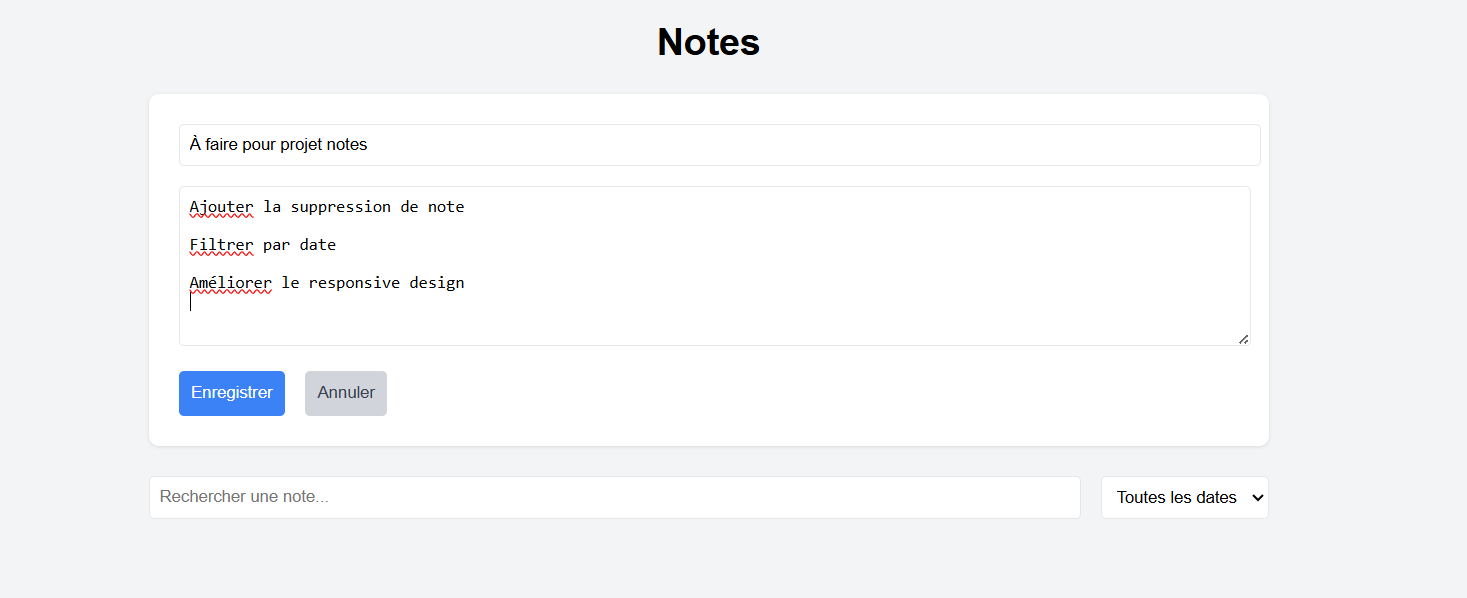 Notes
À faire pour projet notes
Ajouter la suppression de note
Filtrer par date
Améliorer le responsive design
Enregistrer Annuler
Rechercher une note... Toutes les dates